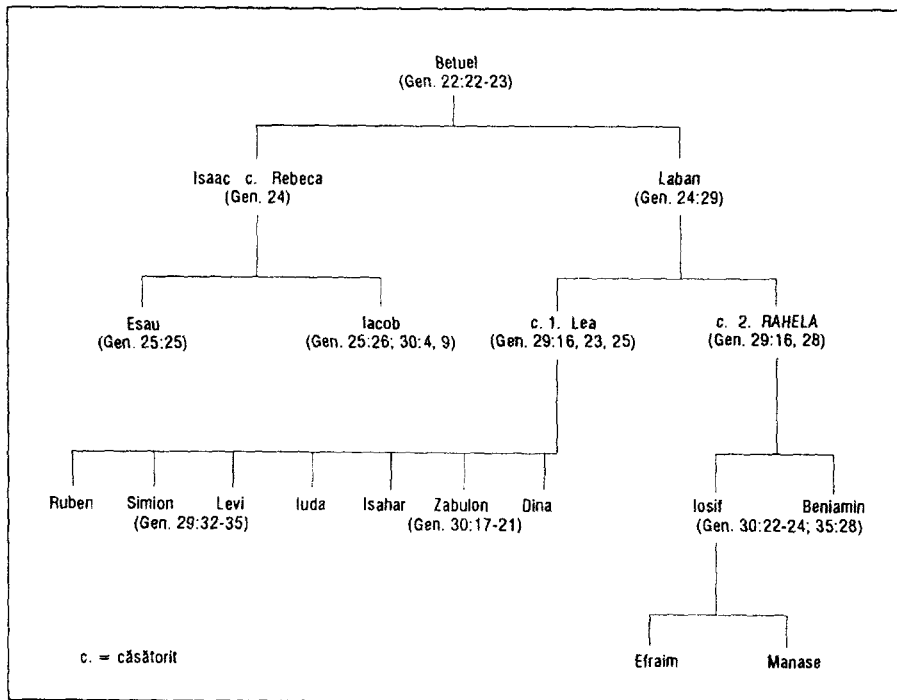 Betuel
(Gen. 22:22-23)
Isaac c. Rebeca
(Gen. 24)
Laban
(Gen. 24:29)
Esau
(Gen. 25:25)
Iacob
(Gen. 25:26; 30:4, 9)
c. 1. Lea
(Gen. 29:16, 23, 25)
c. 2. RAHELA
(Gen. 29:16, 28)
Ruben Simion Levi Iuda Isahar Zabulon Dina
(Gen. 29:32-35) (Gen. 30:17-21)
Iosif Beniamin
(Gen. 30:22-24; 35:28)
Efraim Manase
c. = căsătorit